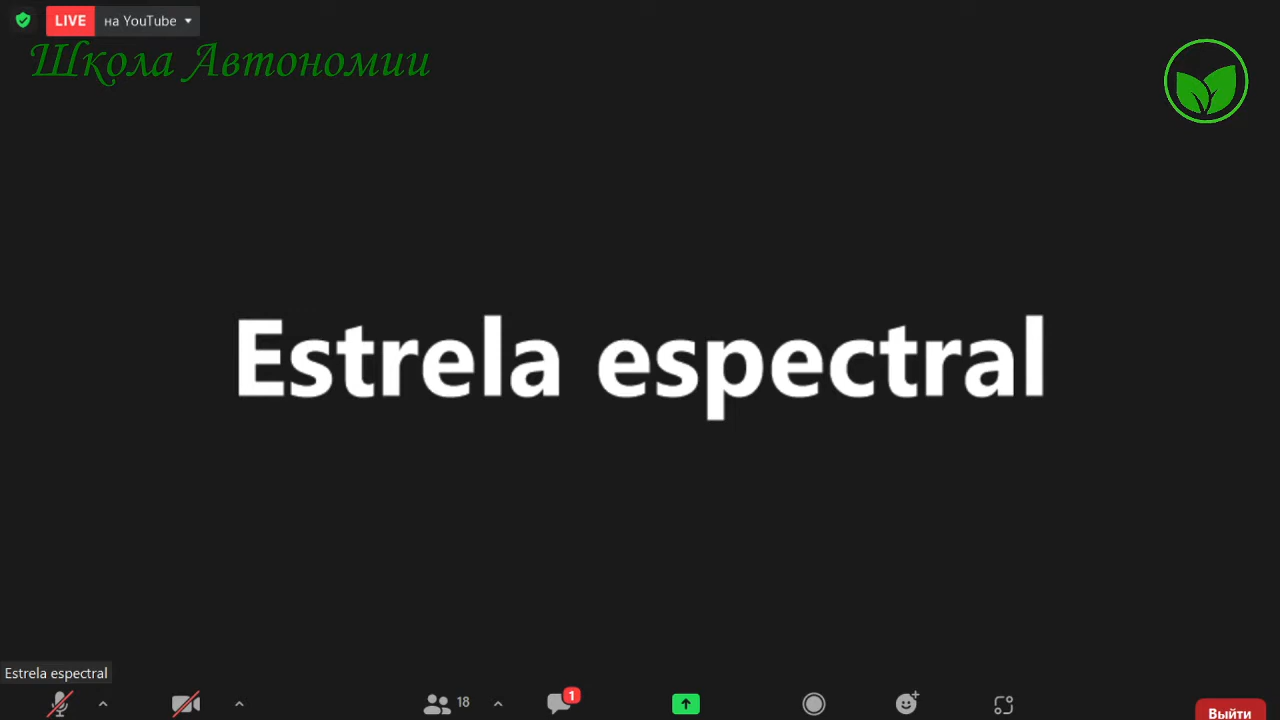 LIVE на YouTube
Школа Автономии
Estrela espectral
Estrela espectral
18
1
Выйти